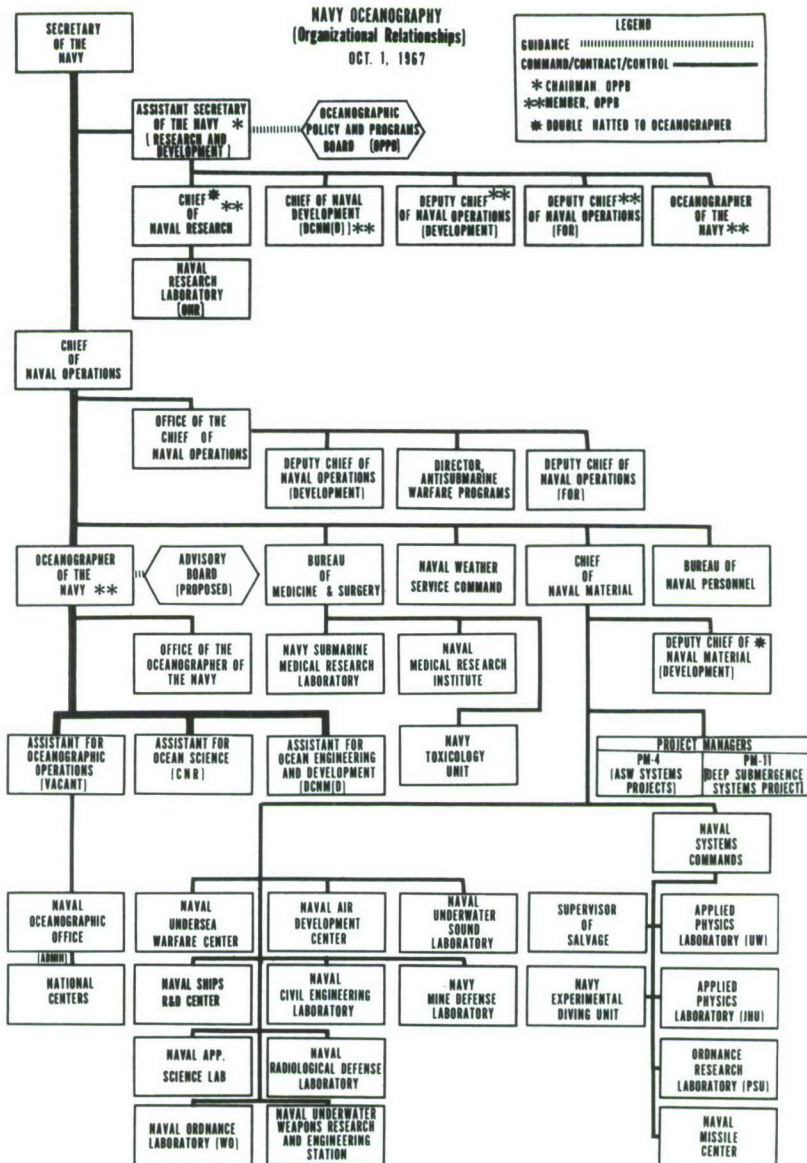 NAVY OCEANOGRAPHY
(Organizational Relationships)
OCT. 1, 1967
LEGEND
GUIDANCE
COMMAND/CONTRACT/CONTROL
* CHAIRMAN. OPPB
** MEMBER, OPPB
✱ DOUBLE HATTED TO OCEANOGRAPHER
SECRETARY
OF THE
NAVY
ASSISTANT SECRETARY
OF THE NAVY *
(RESEARCH AND
DEVELOPMENT)
OCEANOGRAPHIC
POLICY AND PROGRAMS
BOARD (OPPB)
CHIEF ✱
OF **
NAVAL RESEARCH
CHIEF OF NAVAL
DEVELOPMENT
(DCNM(D)) **
DEPUTY CHIEF **
OF NAVAL OPERATIONS
(DEVELOPMENT)
DEPUTY CHIEF **
OF NAVAL OPERATIONS
(FOR)
OCEANOGRAPHER
OF THE
NAVY **
NAVAL
RESEARCH
LABORATORY
(ONR)
CHIEF
OF
NAVAL OPERATIONS
OFFICE OF THE
CHIEF OF
NAVAL OPERATIONS
DEPUTY CHIEF OF
NAVAL OPERATIONS
(DEVELOPMENT)
DIRECTOR,
ANTISUBMARINE
WARFARE PROGRAMS
DEPUTY CHIEF OF
NAVAL OPERATIONS
(FOR)
OCEANOGRAPHER
OF THE
NAVY **
ADVISORY
BOARD
(PROPOSED)
BUREAU
OF
MEDICINE & SURGERY
NAVAL WEATHER
SERVICE COMMAND
CHIEF
OF
NAVAL MATERIAL
BUREAU OF
NAVAL PERSONNEL
OFFICE OF THE
OCEANOGRAPHER OF
THE NAVY
NAVY SUBMARINE
MEDICAL RESEARCH
LABORATORY
NAVAL
MEDICAL RESEARCH
INSTITUTE
DEPUTY CHIEF OF ✱
NAVAL MATERIAL
(DEVELOPMENT)
ASSISTANT FOR
OCEANOGRAPHIC
OPERATIONS
(VACANT)
ASSISTANT FOR
OCEAN SCIENCE
(CNR)
ASSISTANT FOR
OCEAN ENGINEERING
AND DEVELOPMENT
(DCNM(D)
NAVY
TOXICOLOGY
UNIT
PROJECT MANAGERS
PM-4
(ASW SYSTEMS
PROJECTS)
PM-11
(DEEP SUBMERGENCE
SYSTEMS PROJECT)
NAVAL
SYSTEMS
COMMANDS
NAVAL
OCEANOGRAPHIC
OFFICE
NAVAL
UNDERSEA
WARFARE CENTER
NAVAL AIR
DEVELOPMENT
CENTER
NAVAL
UNDERWATER
SOUND
LABORATORY
SUPERVISOR
OF
SALVAGE
APPLIED
PHYSICS
LABORATORY (UW)
(ADMIN)
NATIONAL
CENTERS
NAVAL SHIPS
R&D CENTER
NAVAL
CIVIL ENGINEERING
LABORATORY
NAVY
MINE DEFENSE
LABORATORY
NAVY
EXPERIMENTAL
DIVING UNIT
APPLIED
PHYSICS
LABORATORY (JHU)
NAVAL APP.
SCIENCE LAB
NAVAL
RADIOLOGICAL DEFENSE
LABORATORY
ORDNANCE
RESEARCH
LABORATORY (PSU)
NAVAL ORDNANCE
LABORATORY (WO)
NAVAL UNDERWATER
WEAPONS RESEARCH
AND ENGINEERING
STATION
NAVAL
MISSILE
CENTER